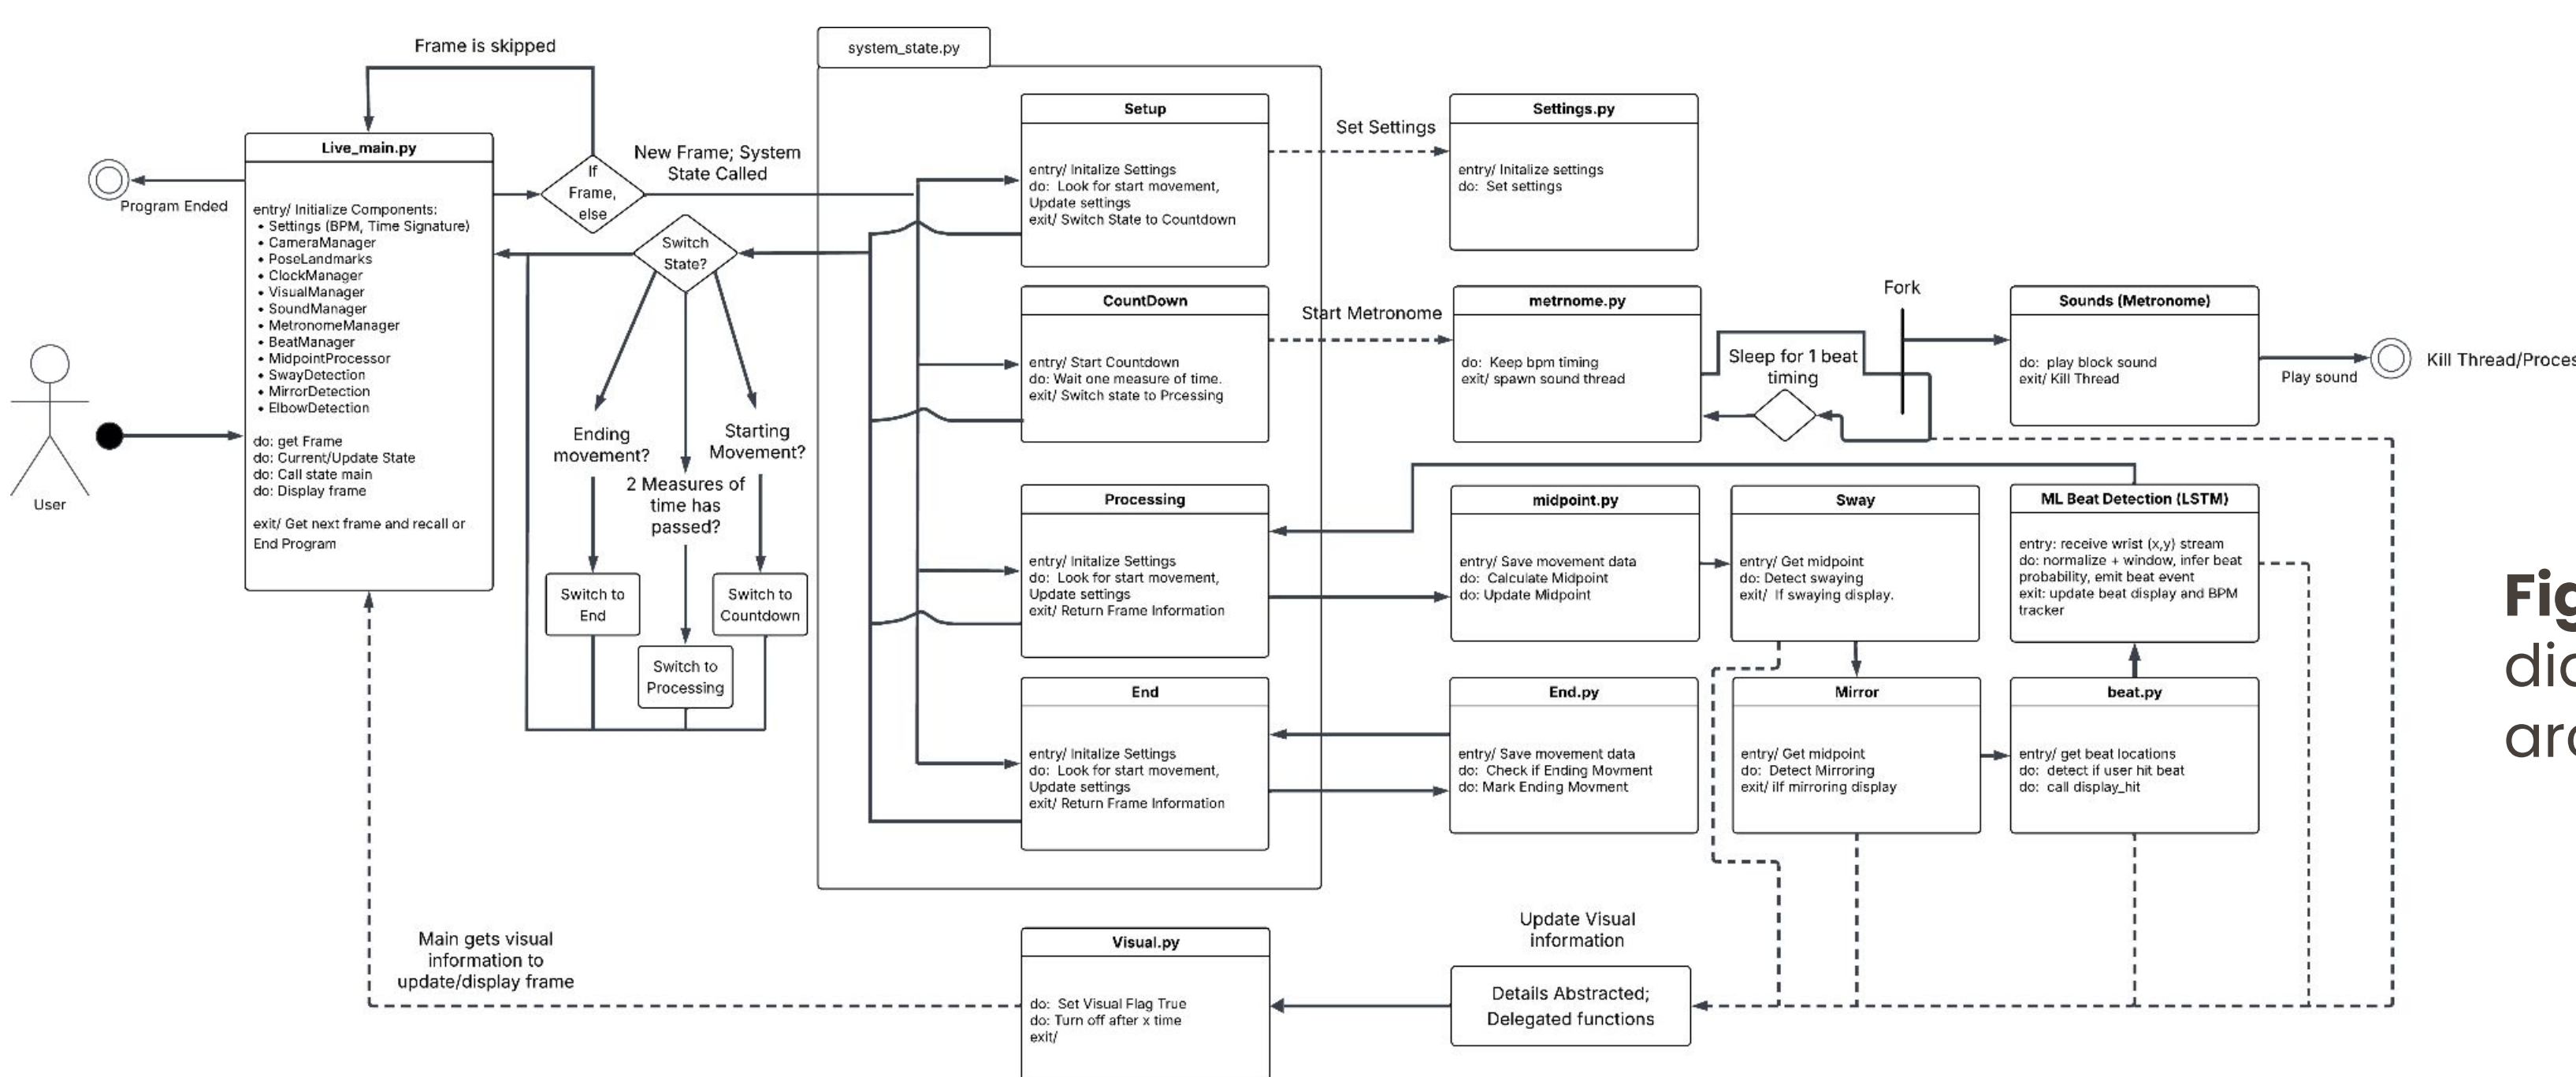 Frame is skipped
system_state.py
Live_main.py
entry/ Initialize Components:
• Settings (BPM, Time Signature)
• CameraManager
• PoseLandmarks
• ClockManager
• VisualManager
• SoundManager
• MetronomeManager
• BeatManager
• MidpointProcessor
• SwayDetection
• MirrorDetection
• ElbowDetection
do: get Frame
do: Current/Update State
do: Call state main
do: Display frame
exit/ Get next frame and recall or
End Program
Program Ended
User
If
Frame,
else
New Frame; System
State Called
Switch
State?
Ending
movement?
2 Measures of
time has
passed?
Starting
Movement?
Switch to
End
Switch to
Processing
Switch to
Countdown
Setup
entry/ Initalize Settings
do: Look for start movement,
Update settings
exit/ Switch State to Countdown
Set Settings
Settings.py
entry/ Initalize settings
do: Set settings
CountDown
entry/ Start Countdown
do: Wait one measure of time.
exit/ Switch state to Prcessing
Start Metronome
metrnome.py
do: Keep bpm timing
exit/ spawn sound thread
Sleep for 1 beat
timing
Fork
Sounds (Metronome)
do: play block sound
exit/ Kill Thread
Play sound
Kill Thread/Proces
Processing
entry/ Initalize Settings
do: Look for start movement,
Update settings
exit/ Return Frame Information
midpoint.py
entry/ Save movement data
do: Calculate Midpoint
do: Update Midpoint
Sway
entry/ Get midpoint
do: Detect swaying
exit/ If swaying display.
ML Beat Detection (LSTM)
entry: receive wrist (x,y) stream
do: normalize + window, infer beat
probability, emit beat event
exit: update beat display and BPM
tracker
End
entry/ Initalize Settings
do: Look for start movement,
Update settings
exit/ Return Frame Information
End.py
entry/ Save movement data
do: Check if Ending Movment
do: Mark Ending Movment
Mirror
entry/ Get midpoint
do: Detect Mirroring
exit/ iIf mirroring display
beat.py
entry/ get beat locations
do: detect if user hit beat
do: call display_hit
Main gets visual
information to
update/display frame
Visual.py
do: Set Visual Flag True
do: Turn off after x time
exit/
Update Visual
information
Details Abstracted;
Delegated functions
Fig